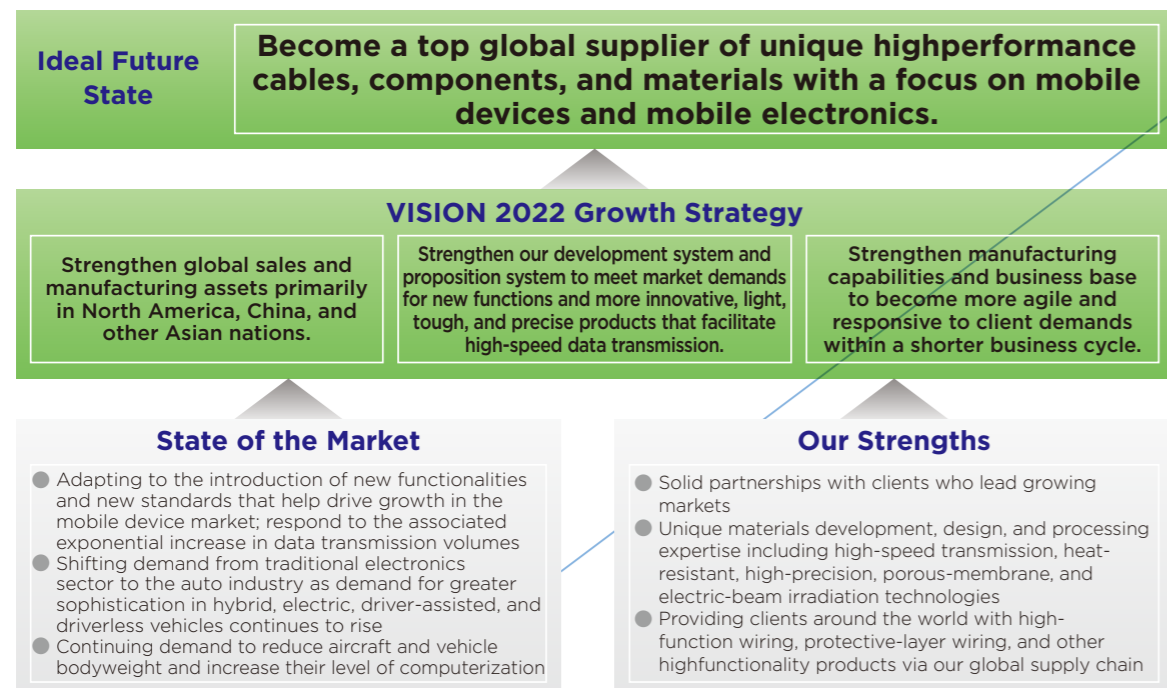 Ideal Future
State
Become a top global supplier of unique highperformance
cables, components, and materials with a focus on mobile
devices and mobile electronics.
VISION 2022 Growth Strategy
Strengthen global sales and
manufacturing assets primarily
in North America, China, and
other Asian nations.
Strengthen our development system and
proposition system to meet market demands
for new functions and more innovative, light,
tough, and precise products that facilitate
high-speed data transmission.
Strengthen manufacturing
capabilities and business base
to become more agile and
responsive to client demands
within a shorter business cycle.
State of the Market
● Adapting to the introduction of new functionalities
and new standards that help drive growth in the
mobile device market; respond to the associated
exponential increase in data transmission volumes
● Shifting demand from traditional electronics
sector to the auto industry as demand for greater
sophistication in hybrid, electric, driver-assisted, and
driverless vehicles continues to rise
● Continuing demand to reduce aircraft and vehicle
bodyweight and increase their level of computerization
Our Strengths
● Solid partnerships with clients who lead growing
markets
● Unique materials development, design, and processing
expertise including high-speed transmission, heat-
resistant, high-precision, porous-membrane, and
electric-beam irradiation technologies
● Providing clients around the world with high-
function wiring, protective-layer wiring, and other
highfunctionality products via our global supply chain